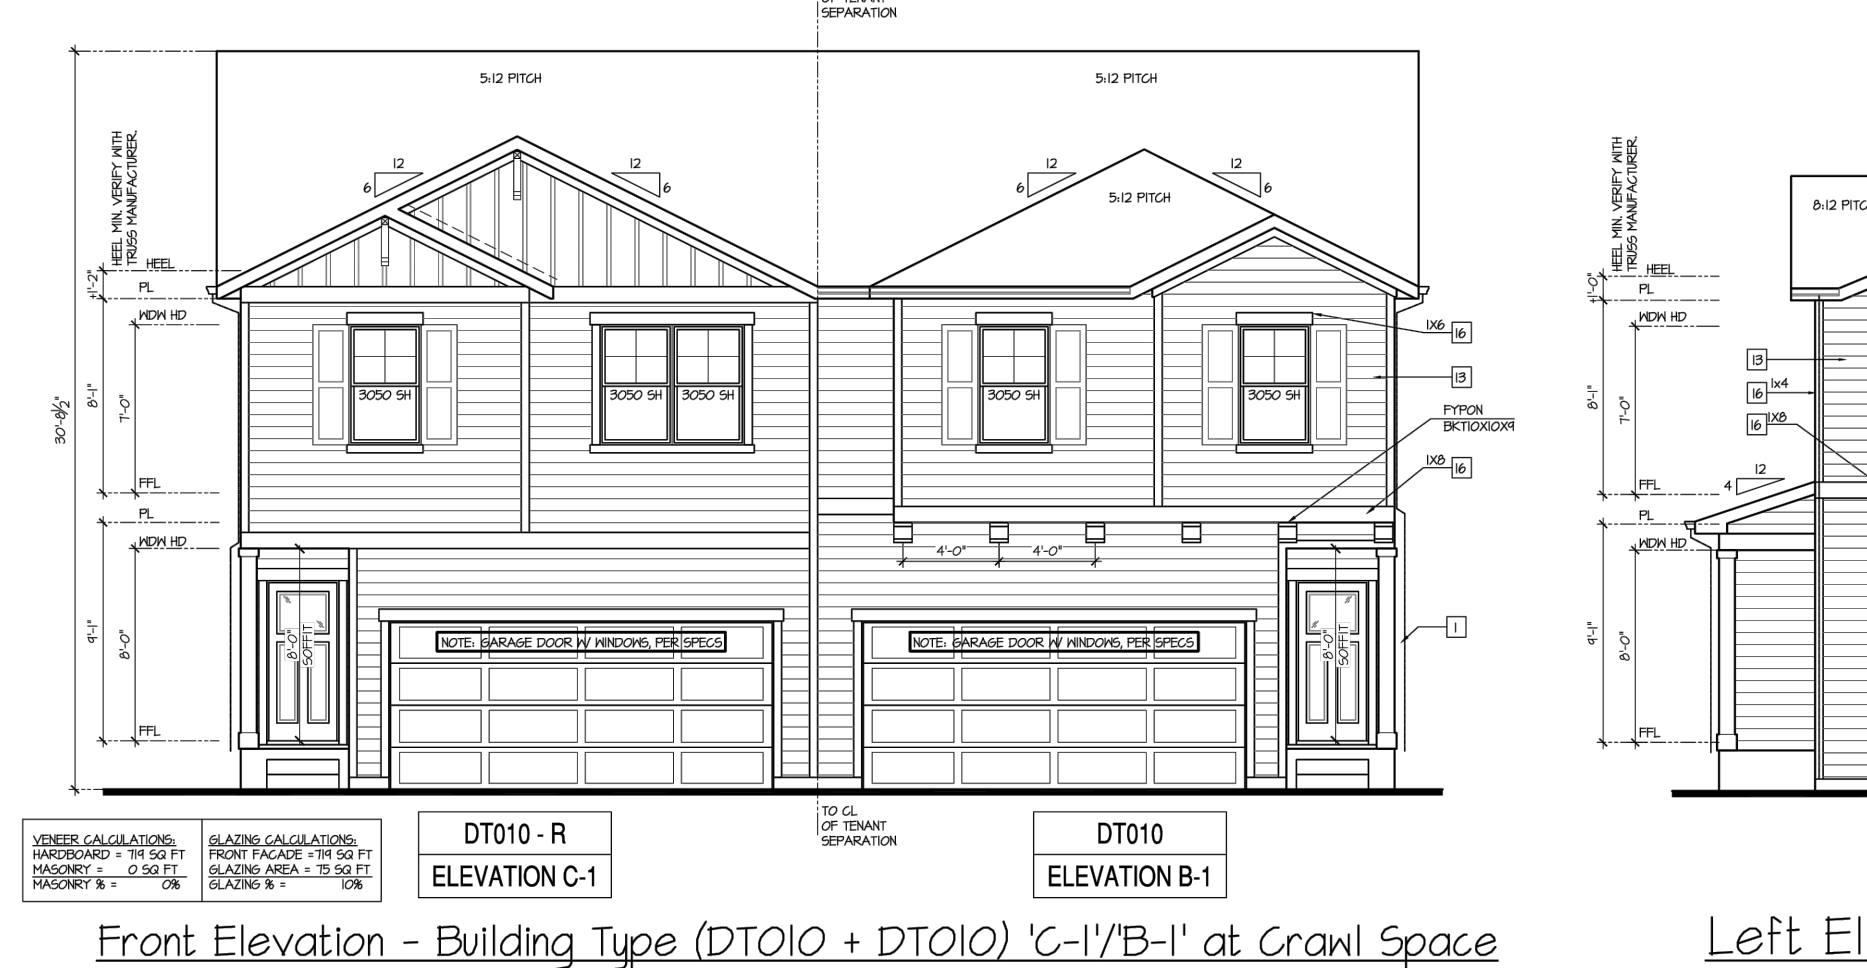 SEPARATION
5:12 PITCH
5:12 PITCH
HEEL MIN. VERIFY WITH
TRUSS MANUFACTURER.
12
6
12
6
12
6
12
6
5:12 PITCH
HEEL
PL
WDW HD
+1'-2"
8'-1"
7'-0"
30'-8½"
FFL
PL
WDW HD
9'-1"
8'-0"
FFL
3050 SH
3050 SH
3050 SH
3050 SH
3050 SH
1X6
16
13
FYPON
BKT10X10X9
1X8
16
4'-0"
4'-0"
8'-0"
SOFFIT
NOTE: GARAGE DOOR W/ WINDOWS, PER SPECS
NOTE: GARAGE DOOR W/ WINDOWS, PER SPECS
8'-0"
SOFFIT
1
TO CL
OF TENANT
SEPARATION
VENEER CALCULATIONS:
HARDBOARD = 719 SQ FT
MASONRY = 0 SQ FT
MASONRY % = 0%
GLAZING CALCULATIONS:
FRONT FACADE =719 SQ FT
GLAZING AREA = 75 SQ FT
GLAZING % = 10%
DT010 - R
ELEVATION C-1
DT010
ELEVATION B-1
Front Elevation - Building Type (DT010 + DT010) 'C-1'/'B-1' at Crawl Space
HEEL MIN. VERIFY WITH
TRUSS MANUFACTURER.
8:12 PITC
HEEL
PL
WDW HD
+1'-0"
8'-1"
7'-0"
13
16
1x4
16
1X8
12
4
FFL
PL
WDW HD
9'-1"
8'-0"
FFL
Left El